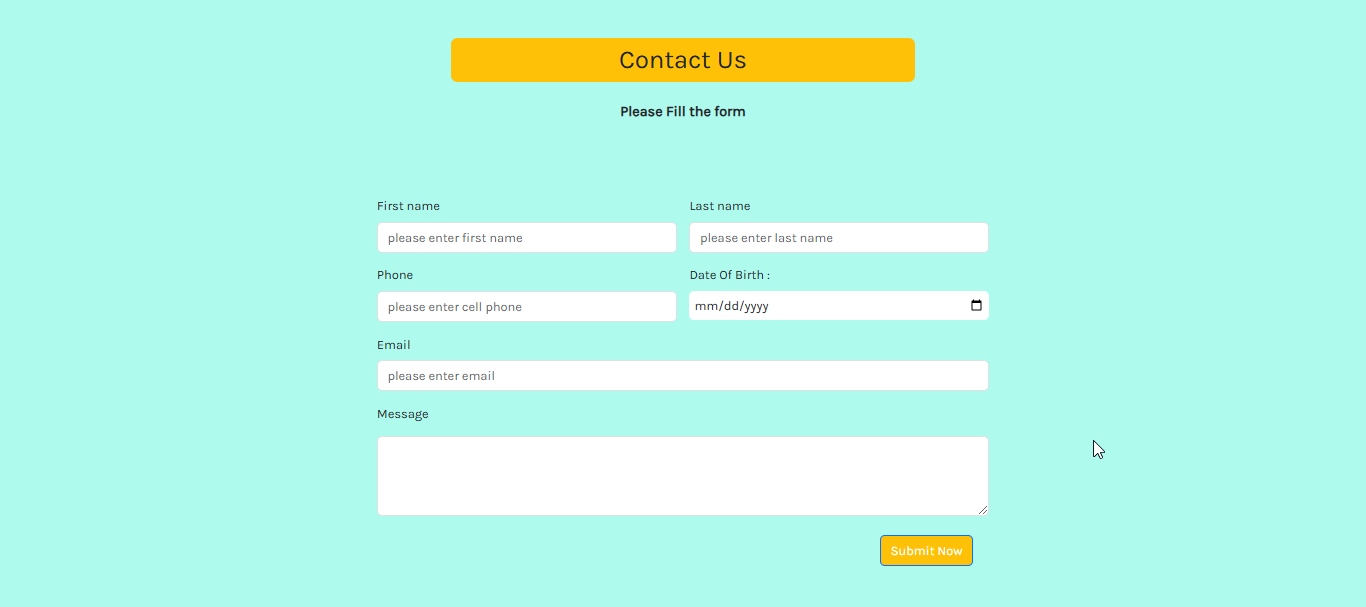 Contact Us
Please Fill the form
First name
Last name
please enter first name
please enter last name
Phone
Date Of Birth :
please enter cell phone
mm/dd/yyyy
Email
please enter email
Message
Submit Now